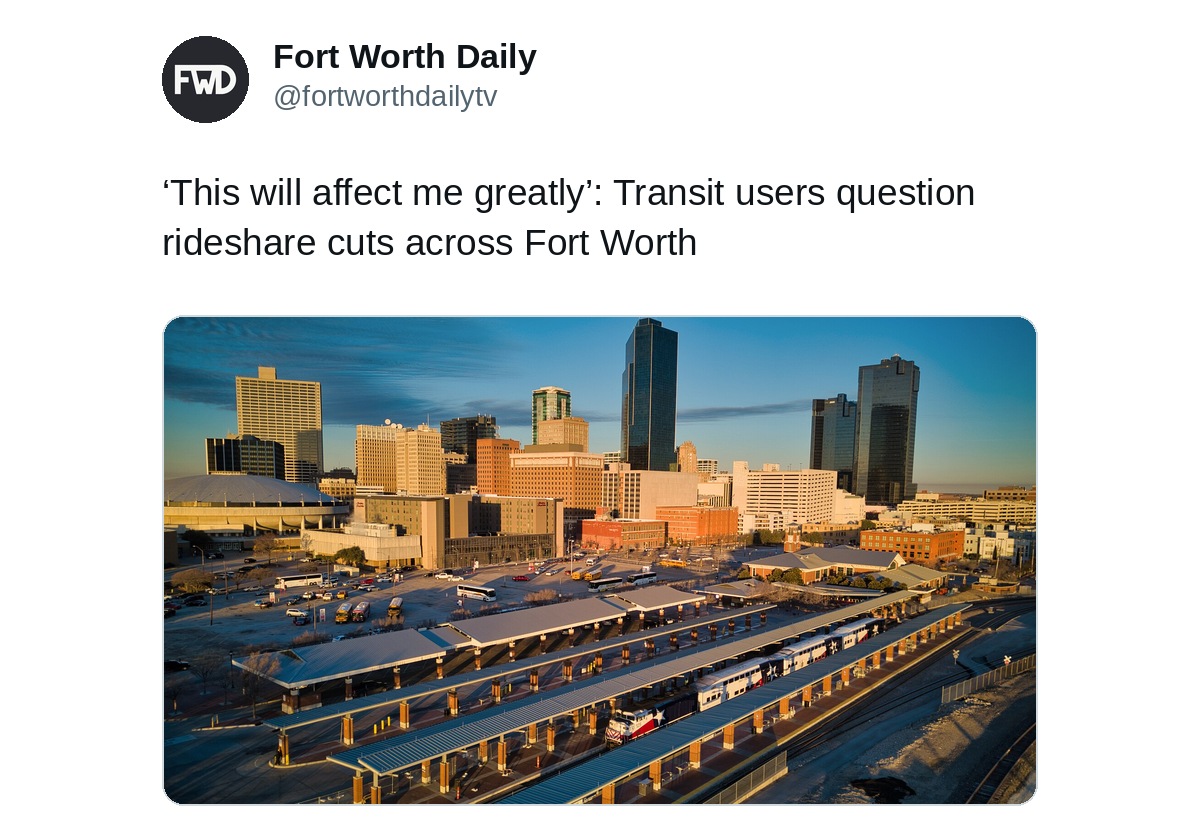 FWD
Fort Worth Daily
@fortworthdailytv
‘This will affect me greatly’: Transit users question
rideshare cuts across Fort Worth